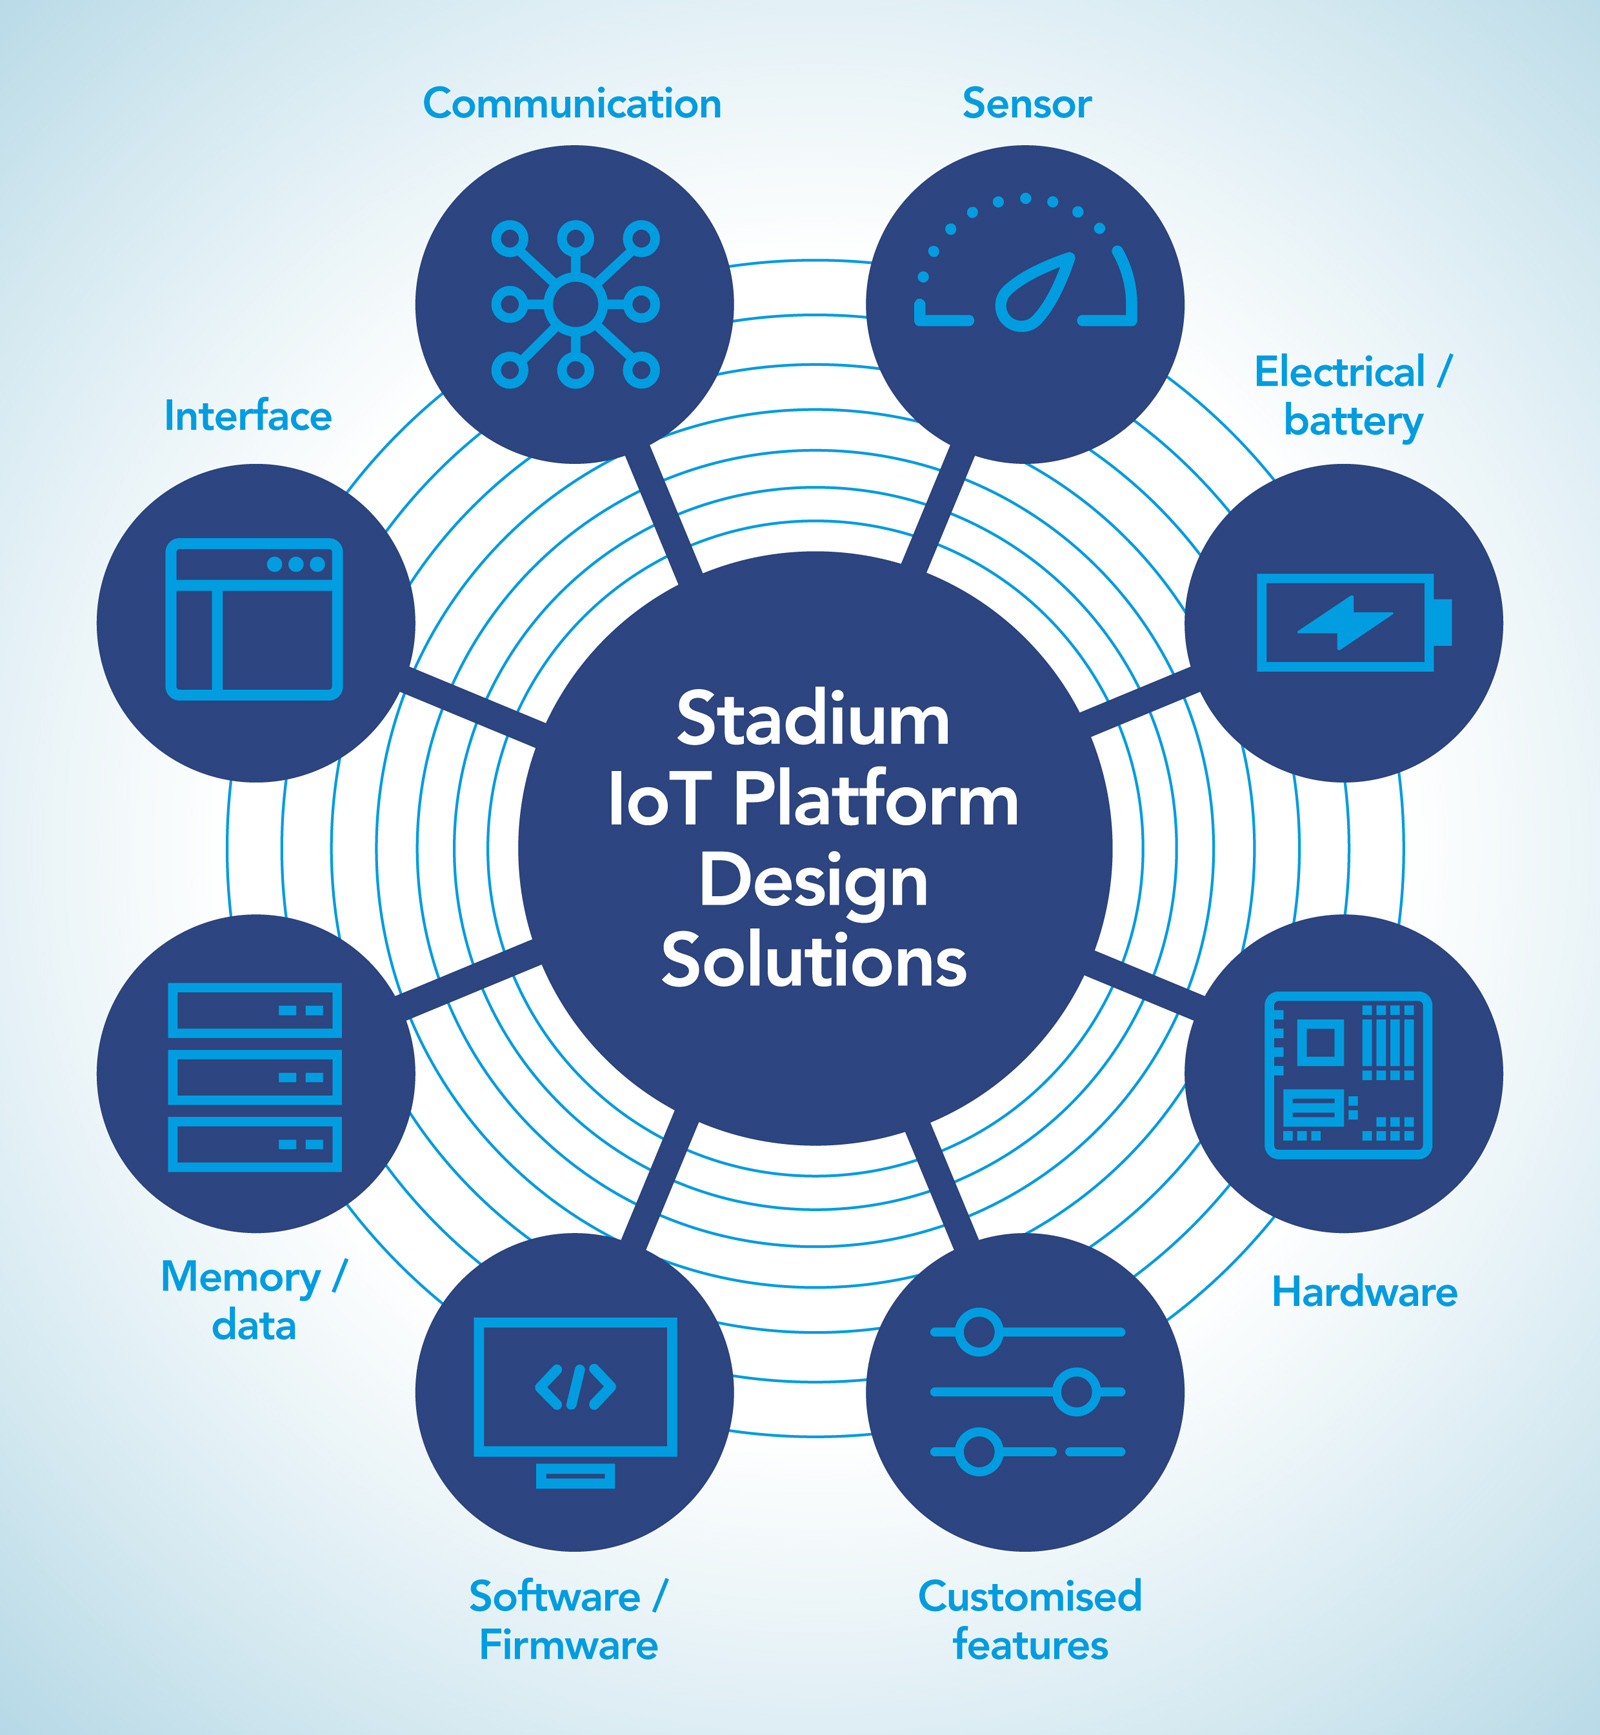 Communication
Sensor
Electrical /
battery
Interface
Stadium
IoT Platform
Design
Solutions
Memory /
data
Hardware
Software /
Firmware
Customised
features